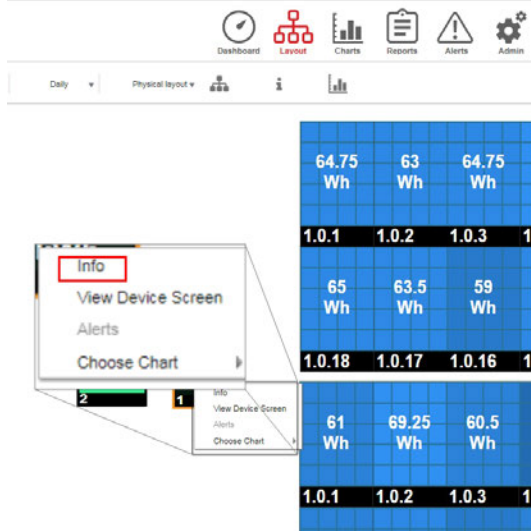 Dashboard Layout Charts Reports Alerts Admin
Daily Physical layout
64.75 63 64.75
Wh Wh Wh
1.0.1 1.0.2 1.0.3 1
65 63.5 59
Wh Wh Wh
1.0.18 1.0.17 1.0.16 1
Info
View Device Screen
Alerts
Choose Chart
2 1
Info
View Device Screen
Alerts
Choose Chart
61 69.25 60.5
Wh Wh Wh
1.0.1 1.0.2 1.0.3 1